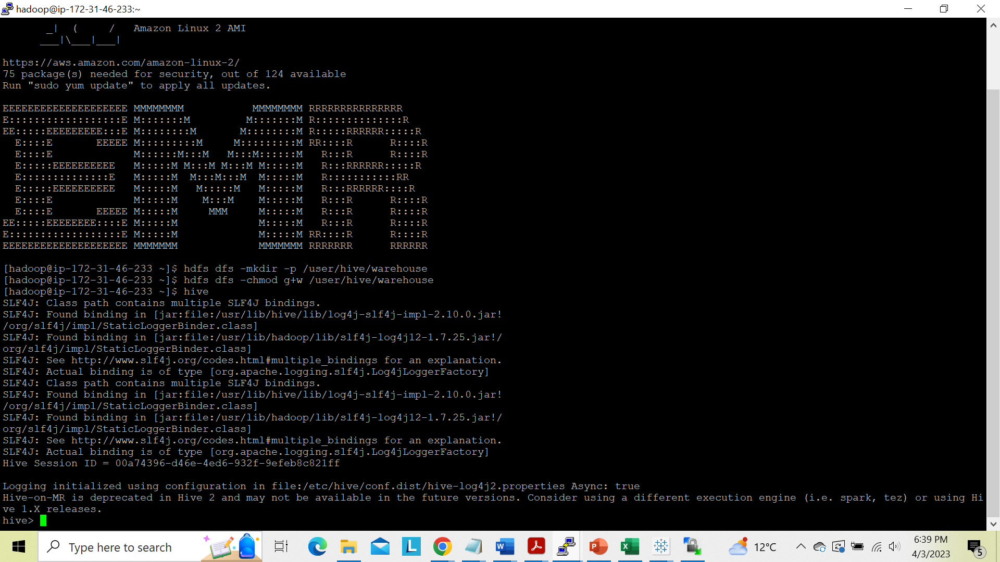 hadoop@ip-172-31-46-233:~
_|  (     /   Amazon Linux 2 AMI
___|\___|___|
https://aws.amazon.com/amazon-linux-2/
75 package(s) needed for security, out of 124 available
Run "sudo yum update" to apply all updates.
EEEEEEEEEEEEEEEEEEEE MMMMMMMM           MMMMMMMM RRRRRRRRRRRRRRR
E::::::::::::::::::E M:::::::M         M:::::::M R::::::::::::::R
EE:::::EEEEEEEEE:::E M::::::::M       M::::::::M R:::::RRRRRR:::::R
  E::::E       EEEEE M:::::::::M     M:::::::::M RR::::R      R::::R
  E::::E             M::::::M:::M   M:::M::::::M   R:::R      R::::R
  E:::::EEEEEEEEEE   M:::::M M:::M M:::M M:::::M   R:::RRRRRR:::::R
  E::::::::::::::E   M:::::M  M:::M:::M  M:::::M   R:::::::::::RR
  E:::::EEEEEEEEEE   M:::::M   M:::::M   M:::::M   R:::RRRRRR::::R
  E::::E             M:::::M    M:::M    M:::::M   R:::R      R::::R
  E::::E       EEEEE M:::::M     MMM     M:::::M   R:::R      R::::R
EE:::::EEEEEEEE::::E M:::::M             M:::::M   R:::R      R::::R
E::::::::::::::::::E M:::::M             M:::::M RR::::R      R::::R
EEEEEEEEEEEEEEEEEEEE MMMMMMM             MMMMMMM RRRRRRR      RRRRRR
[hadoop@ip-172-31-46-233 ~]$ hdfs dfs -mkdir -p /user/hive/warehouse
[hadoop@ip-172-31-46-233 ~]$ hdfs dfs -chmod g+w /user/hive/warehouse
[hadoop@ip-172-31-46-233 ~]$ hive
SLF4J: Class path contains multiple SLF4J bindings.
SLF4J: Found binding in [jar:file:/usr/lib/hive/lib/log4j-slf4j-impl-2.10.0.jar!
/org/slf4j/impl/StaticLoggerBinder.class]
SLF4J: Found binding in [jar:file:/usr/lib/hadoop/lib/slf4j-log4j12-1.7.25.jar!/
org/slf4j/impl/StaticLoggerBinder.class]
SLF4J: See http://www.slf4j.org/codes.html#multiple_bindings for an explanation.
SLF4J: Actual binding is of type [org.apache.logging.slf4j.Log4jLoggerFactory]
SLF4J: Class path contains multiple SLF4J bindings.
SLF4J: Found binding in [jar:file:/usr/lib/hive/lib/log4j-slf4j-impl-2.10.0.jar!
/org/slf4j/impl/StaticLoggerBinder.class]
SLF4J: Found binding in [jar:file:/usr/lib/hadoop/lib/slf4j-log4j12-1.7.25.jar!/
org/slf4j/impl/StaticLoggerBinder.class]
SLF4J: See http://www.slf4j.org/codes.html#multiple_bindings for an explanation.
SLF4J: Actual binding is of type [org.apache.logging.slf4j.Log4jLoggerFactory]
Hive Session ID = 00a74396-d46e-4ed6-932f-9efeb8c821ff
Logging initialized using configuration in file:/etc/hive/conf.dist/hive-log4j2.properties Async: true
Hive-on-MR is deprecated in Hive 2 and may not be available in the future versions. Consider using a different execution engine (i.e. spark, tez) or using Hi
ve 1.X releases.
hive>
Type here to search
L
W
P
X
12°C
6:39 PM
4/3/2023
5